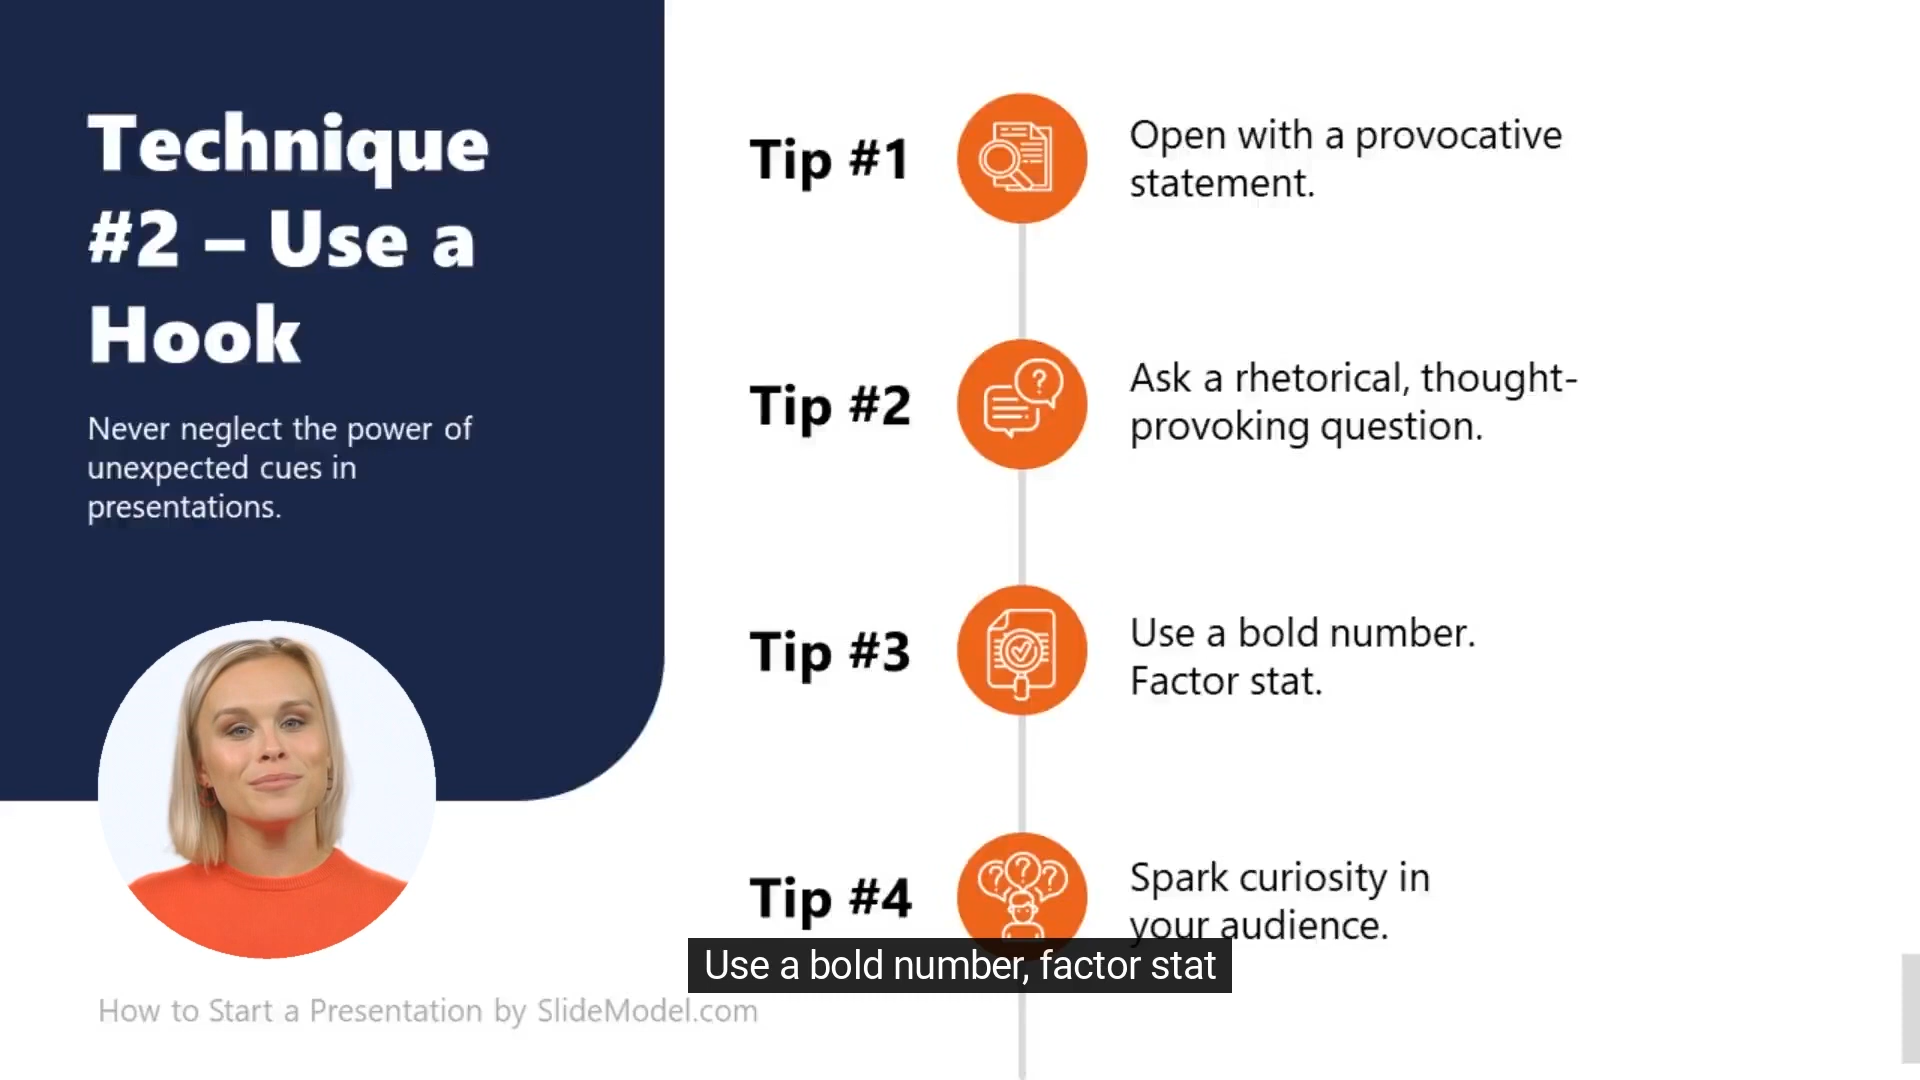 Technique
#2 – Use a
Hook
Never neglect the power of
unexpected cues in
presentations.
Tip #1
Open with a provocative
statement.
Tip #2
Ask a rhetorical, thought-
provoking question.
Tip #3
Use a bold number.
Factor stat.
Tip #4
Spark curiosity in
your audience.
Use a bold number, factor stat
How to Start a Presentation by SlideModel.com